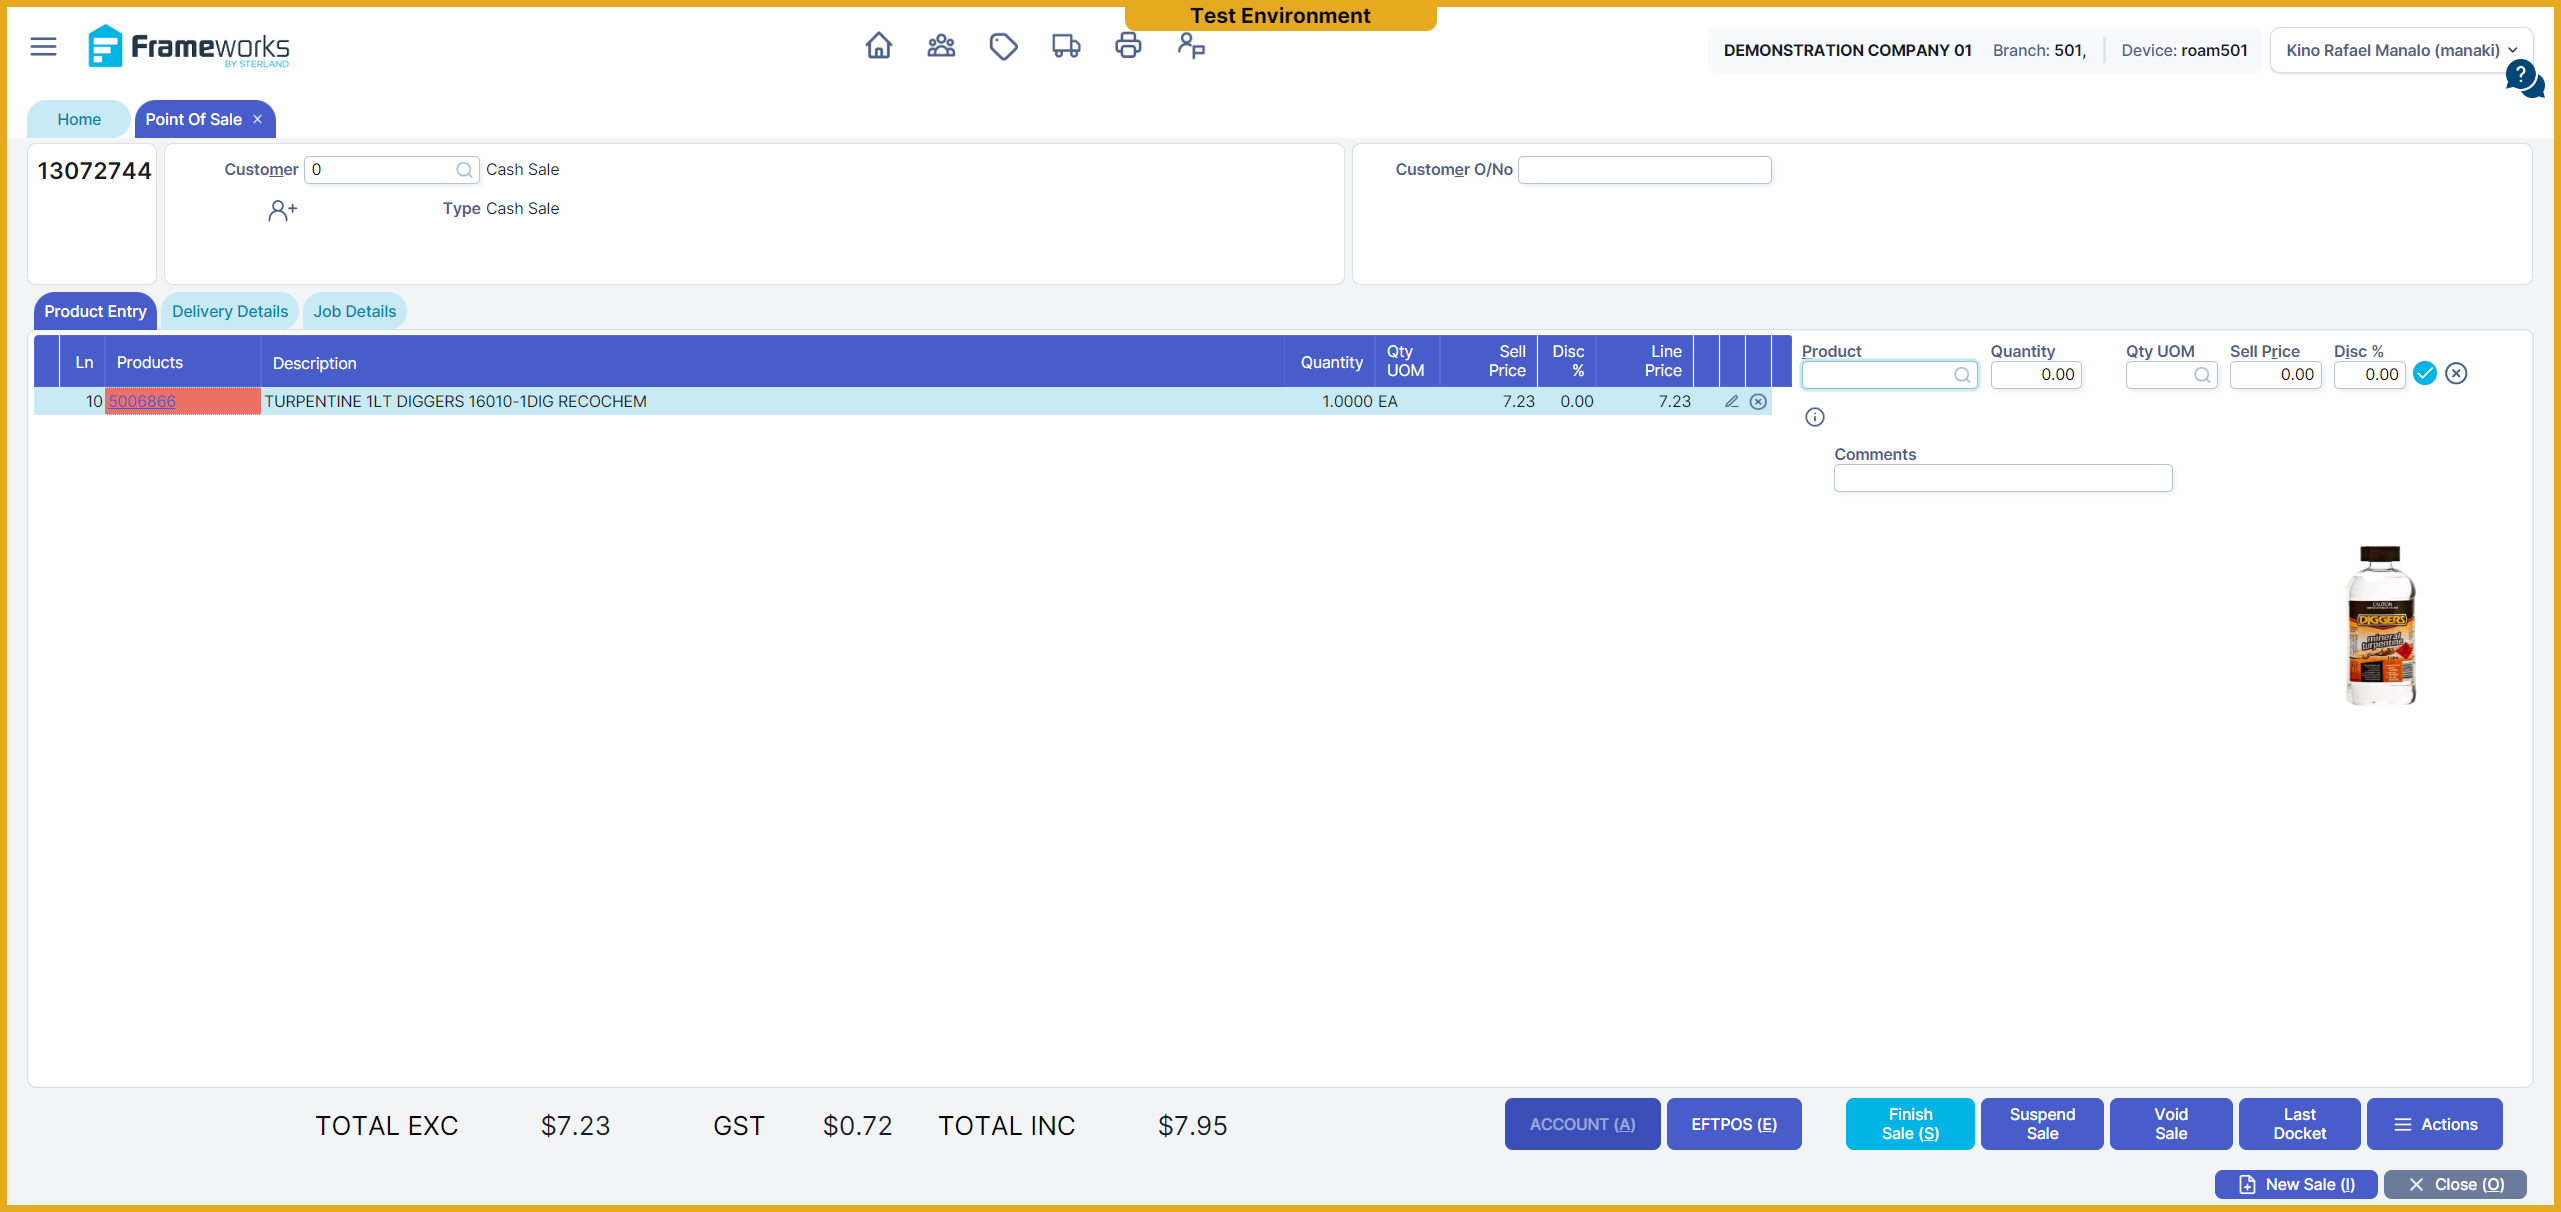 Test Environment
Frameworks
BY STERLAND
DEMONSTRATION COMPANY 01 Branch: 501, Device: roam501
Kino Rafael Manalo (manaki)
?
Home
Point Of Sale
13072744
Customer 0 Cash Sale
Type Cash Sale
Customer O/No
Product Entry
Delivery Details
Job Details
Ln Products Description Quantity Qty UOM Sell Price Disc % Line Price
10 5006866 TURPENTINE 1LT DIGGERS 16010-1DIG RECOCHEM 1.0000 EA 7.23 0.00 7.23
Product Quantity Qty UOM Sell Price Disc %
0.00 0.00 0.00
Comments
CAUTION
DIGGERS
mineral
turpentine
TOTAL EXC $7.23 GST $0.72 TOTAL INC $7.95
ACCOUNT (A)
EFTPOS (E)
Finish
Sale (S)
Suspend
Sale
Void
Sale
Last
Docket
Actions
New Sale (I)
Close (O)